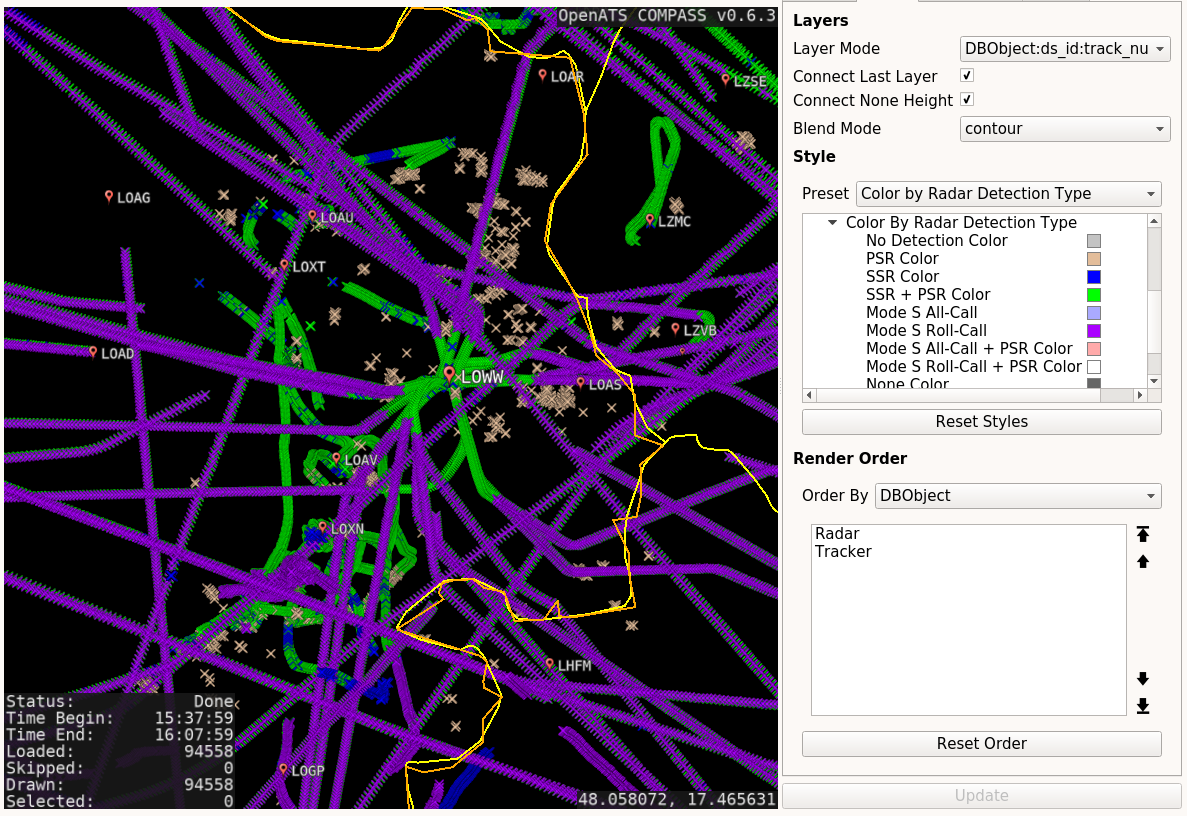 OpenATS COMPASS v0.6.3
LOAR
LZSE
LOAG
LOAU
LZMC
LOXT
LZVB
LOAD
LOWW
LOAS
LOAV
LOXN
LHFM
LOGP
Status: Done
Time Begin: 15:37:59
Time End: 16:07:59
Loaded: 94558
Skipped: 0
Drawn: 94558
Selected: 0
48.058072, 17.465631
Layers
Layer Mode DBObject:ds_id:track_nu
Connect Last Layer
Connect None Height
Blend Mode contour
Style
Preset Color by Radar Detection Type
Color By Radar Detection Type
No Detection Color
PSR Color
SSR Color
SSR + PSR Color
Mode S All-Call
Mode S Roll-Call
Mode S All-Call + PSR Color
Mode S Roll-Call + PSR Color
None Color
Reset Styles
Render Order
Order By DBObject
Radar
Tracker
Reset Order
Update